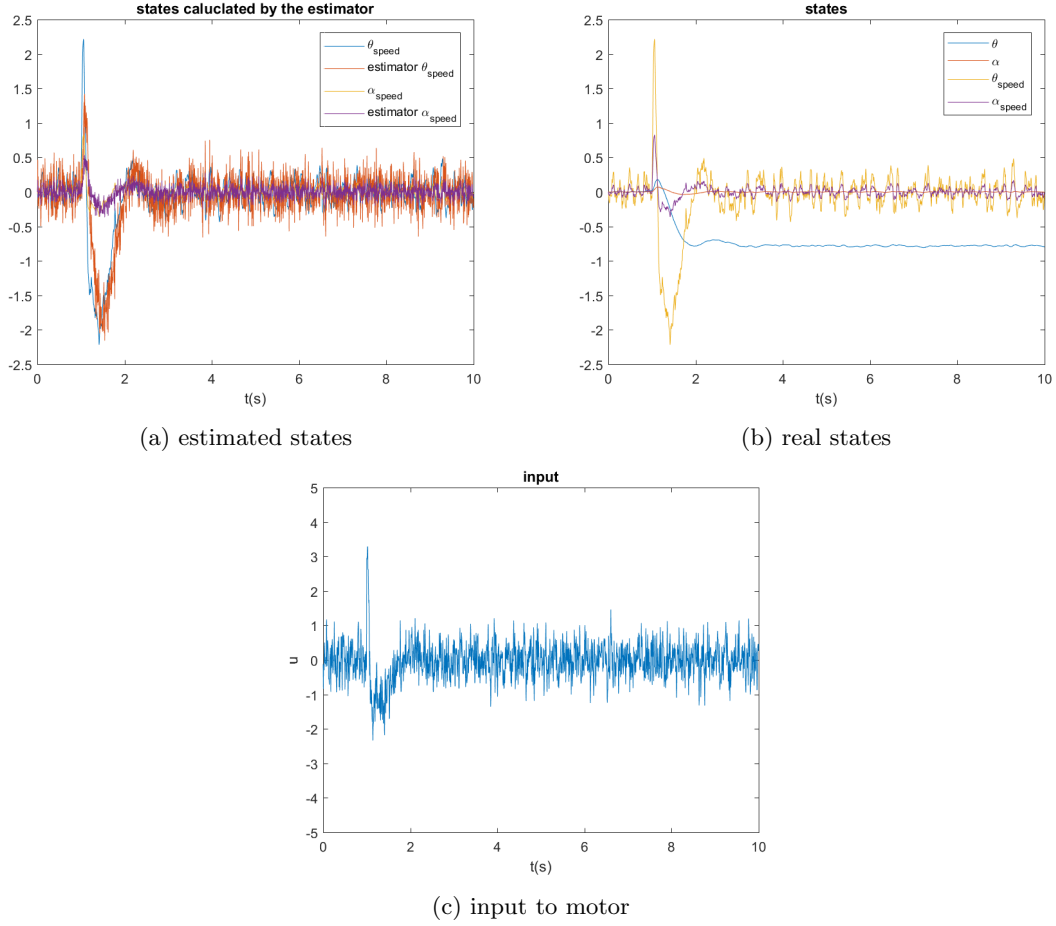 states caluclated by the estimator
2.5
2
1.5
1
0.5
0
-0.5
-1
-1.5
-2
-2.5
0 2 4 6 8 10
t(s)
θspeed
estimator θspeed
αspeed
estimator αspeed
(a) estimated states
states
2.5
2
1.5
1
0.5
0
-0.5
-1
-1.5
-2
-2.5
0 2 4 6 8 10
t(s)
θ
α
θspeed
αspeed
(b) real states
input
5
4
3
2
1
0
-1
-2
-3
-4
-5
u
0 2 4 6 8 10
t(s)
(c) input to motor